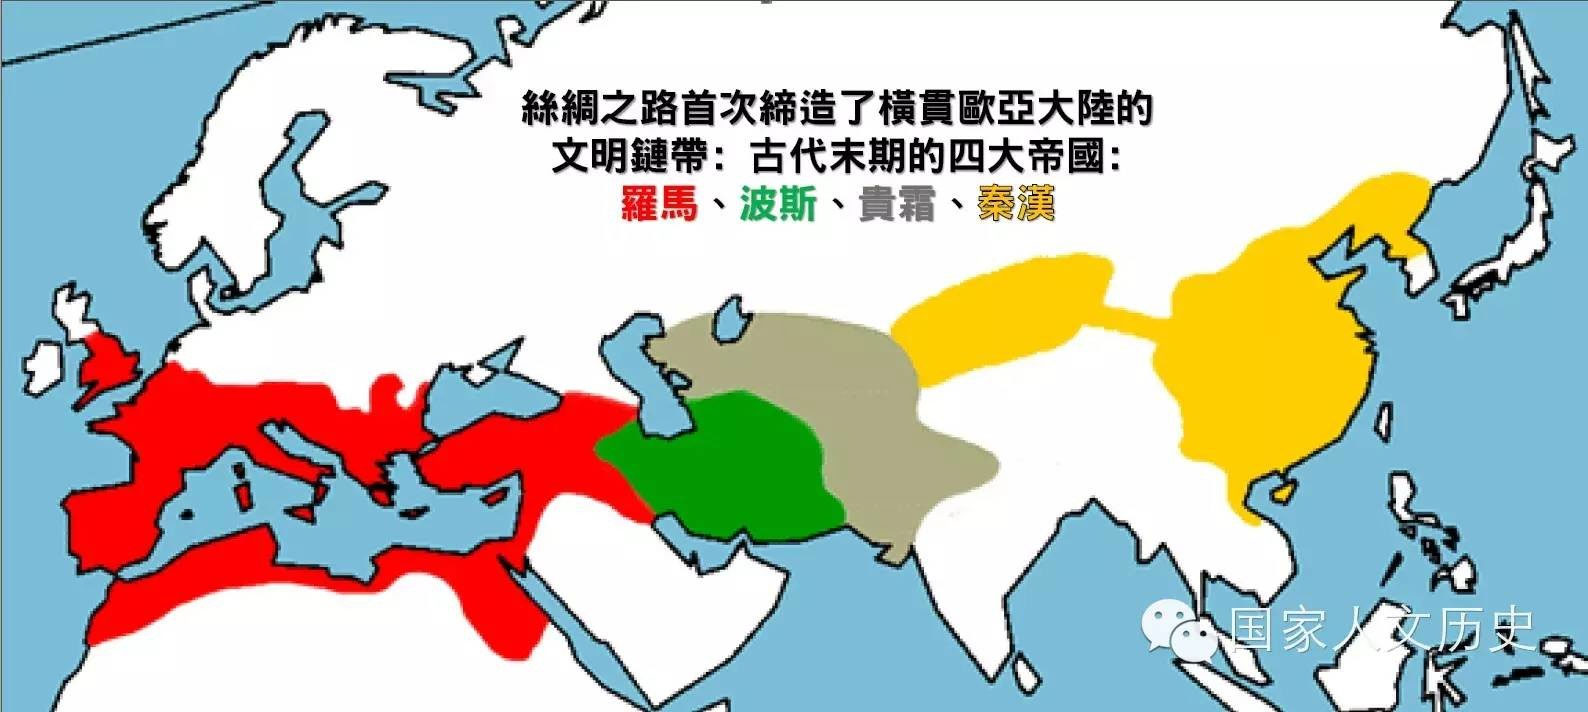 絲綢之路首次締造了橫貫歐亞大陸的
文明鏈帶：古代末期的四大帝國：
羅馬、波斯、貴霜、秦漢
国家人文历史